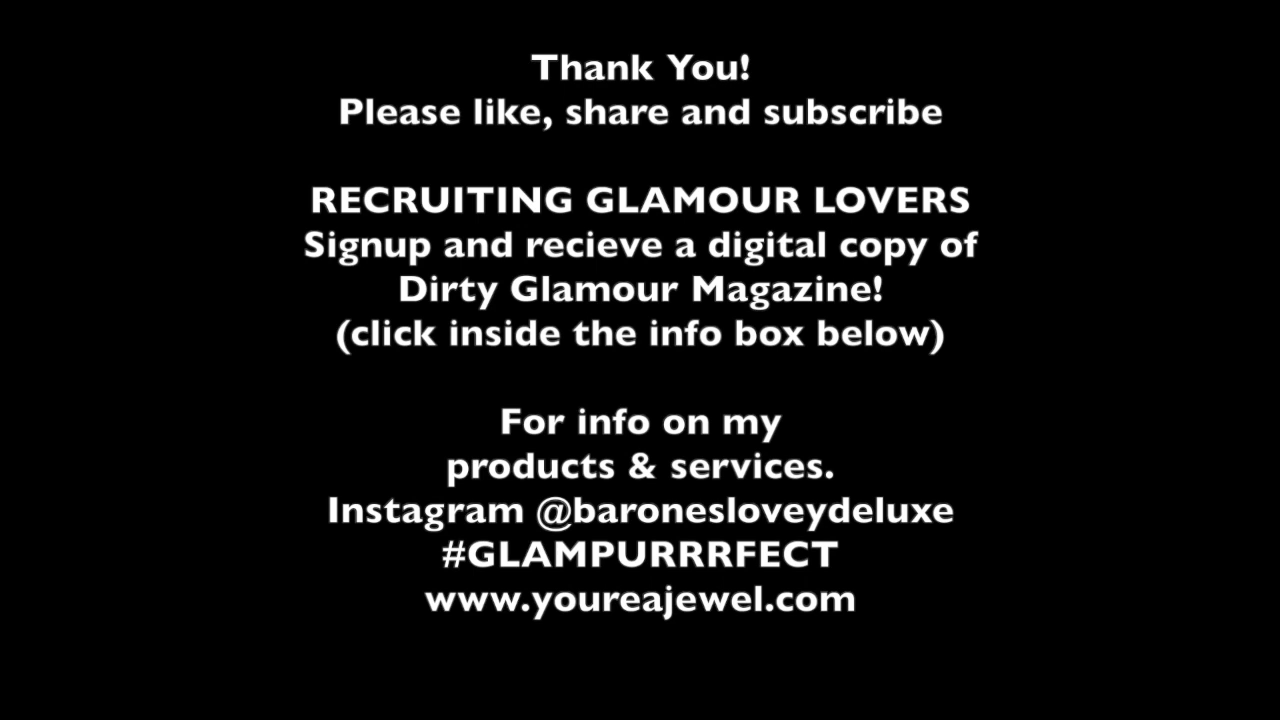 Thank You!
Please like, share and subscribe
RECRUITING GLAMOUR LOVERS
Signup and recieve a digital copy of
Dirty Glamour Magazine!
(click inside the info box below)
For info on my
products & services.
Instagram @baronesloveydeluxe
#GLAMPURRRFECT
www.youreajewel.com